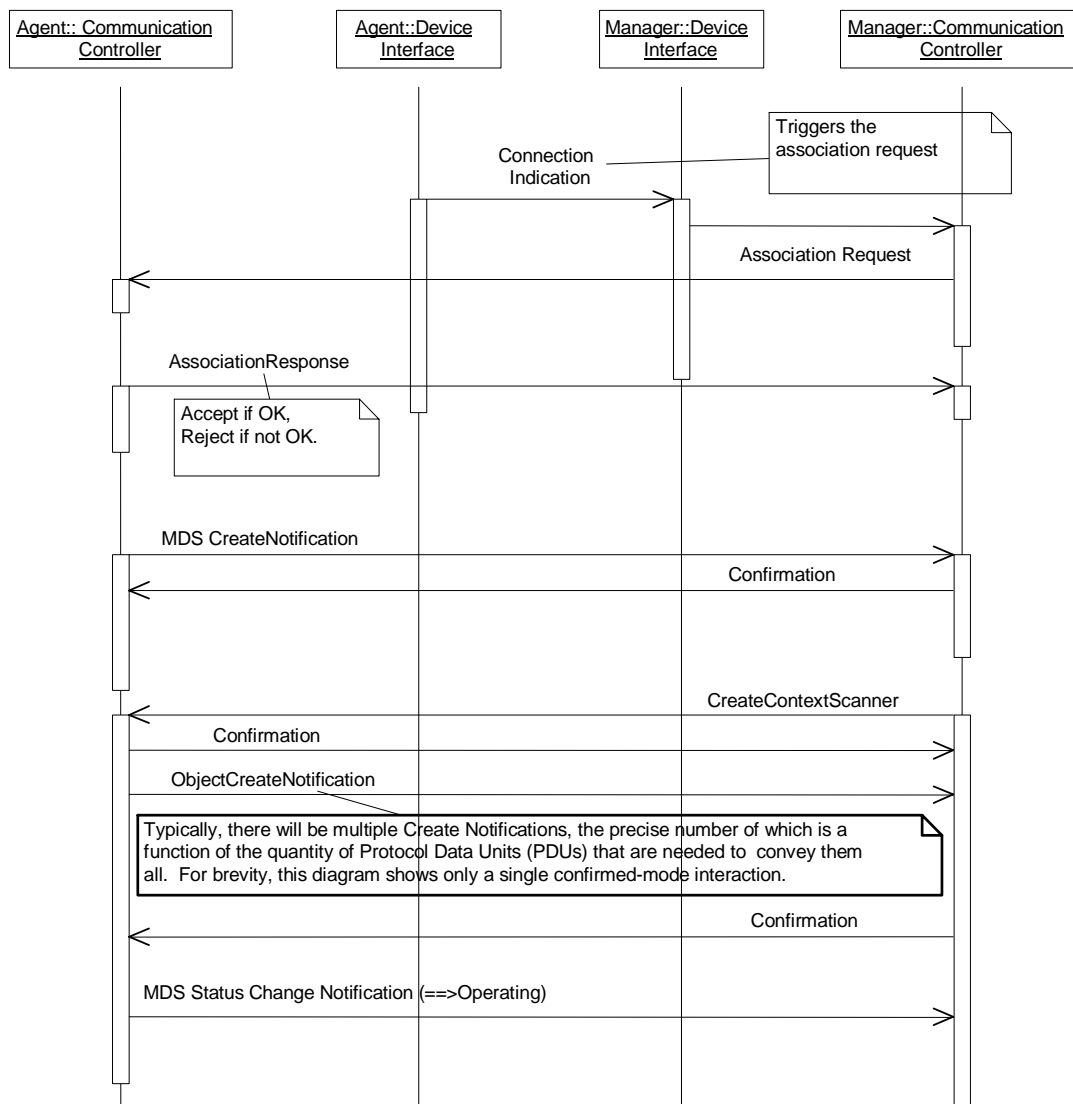 Agent:: Communication
Controller
Agent::Device
Interface
Manager::Device
Interface
Manager::Communication
Controller
Triggers the
association request
Connection
Indication
Association Request
AssociationResponse
Accept if OK,
Reject if not OK.
MDS CreateNotification
Confirmation
CreateContextScanner
Confirmation
ObjectCreateNotification
Typically, there will be multiple Create Notifications, the precise number of which is a
function of the quantity of Protocol Data Units (PDUs) that are needed to convey them
all. For brevity, this diagram shows only a single confirmed-mode interaction.
Confirmation
MDS Status Change Notification (==>Operating)